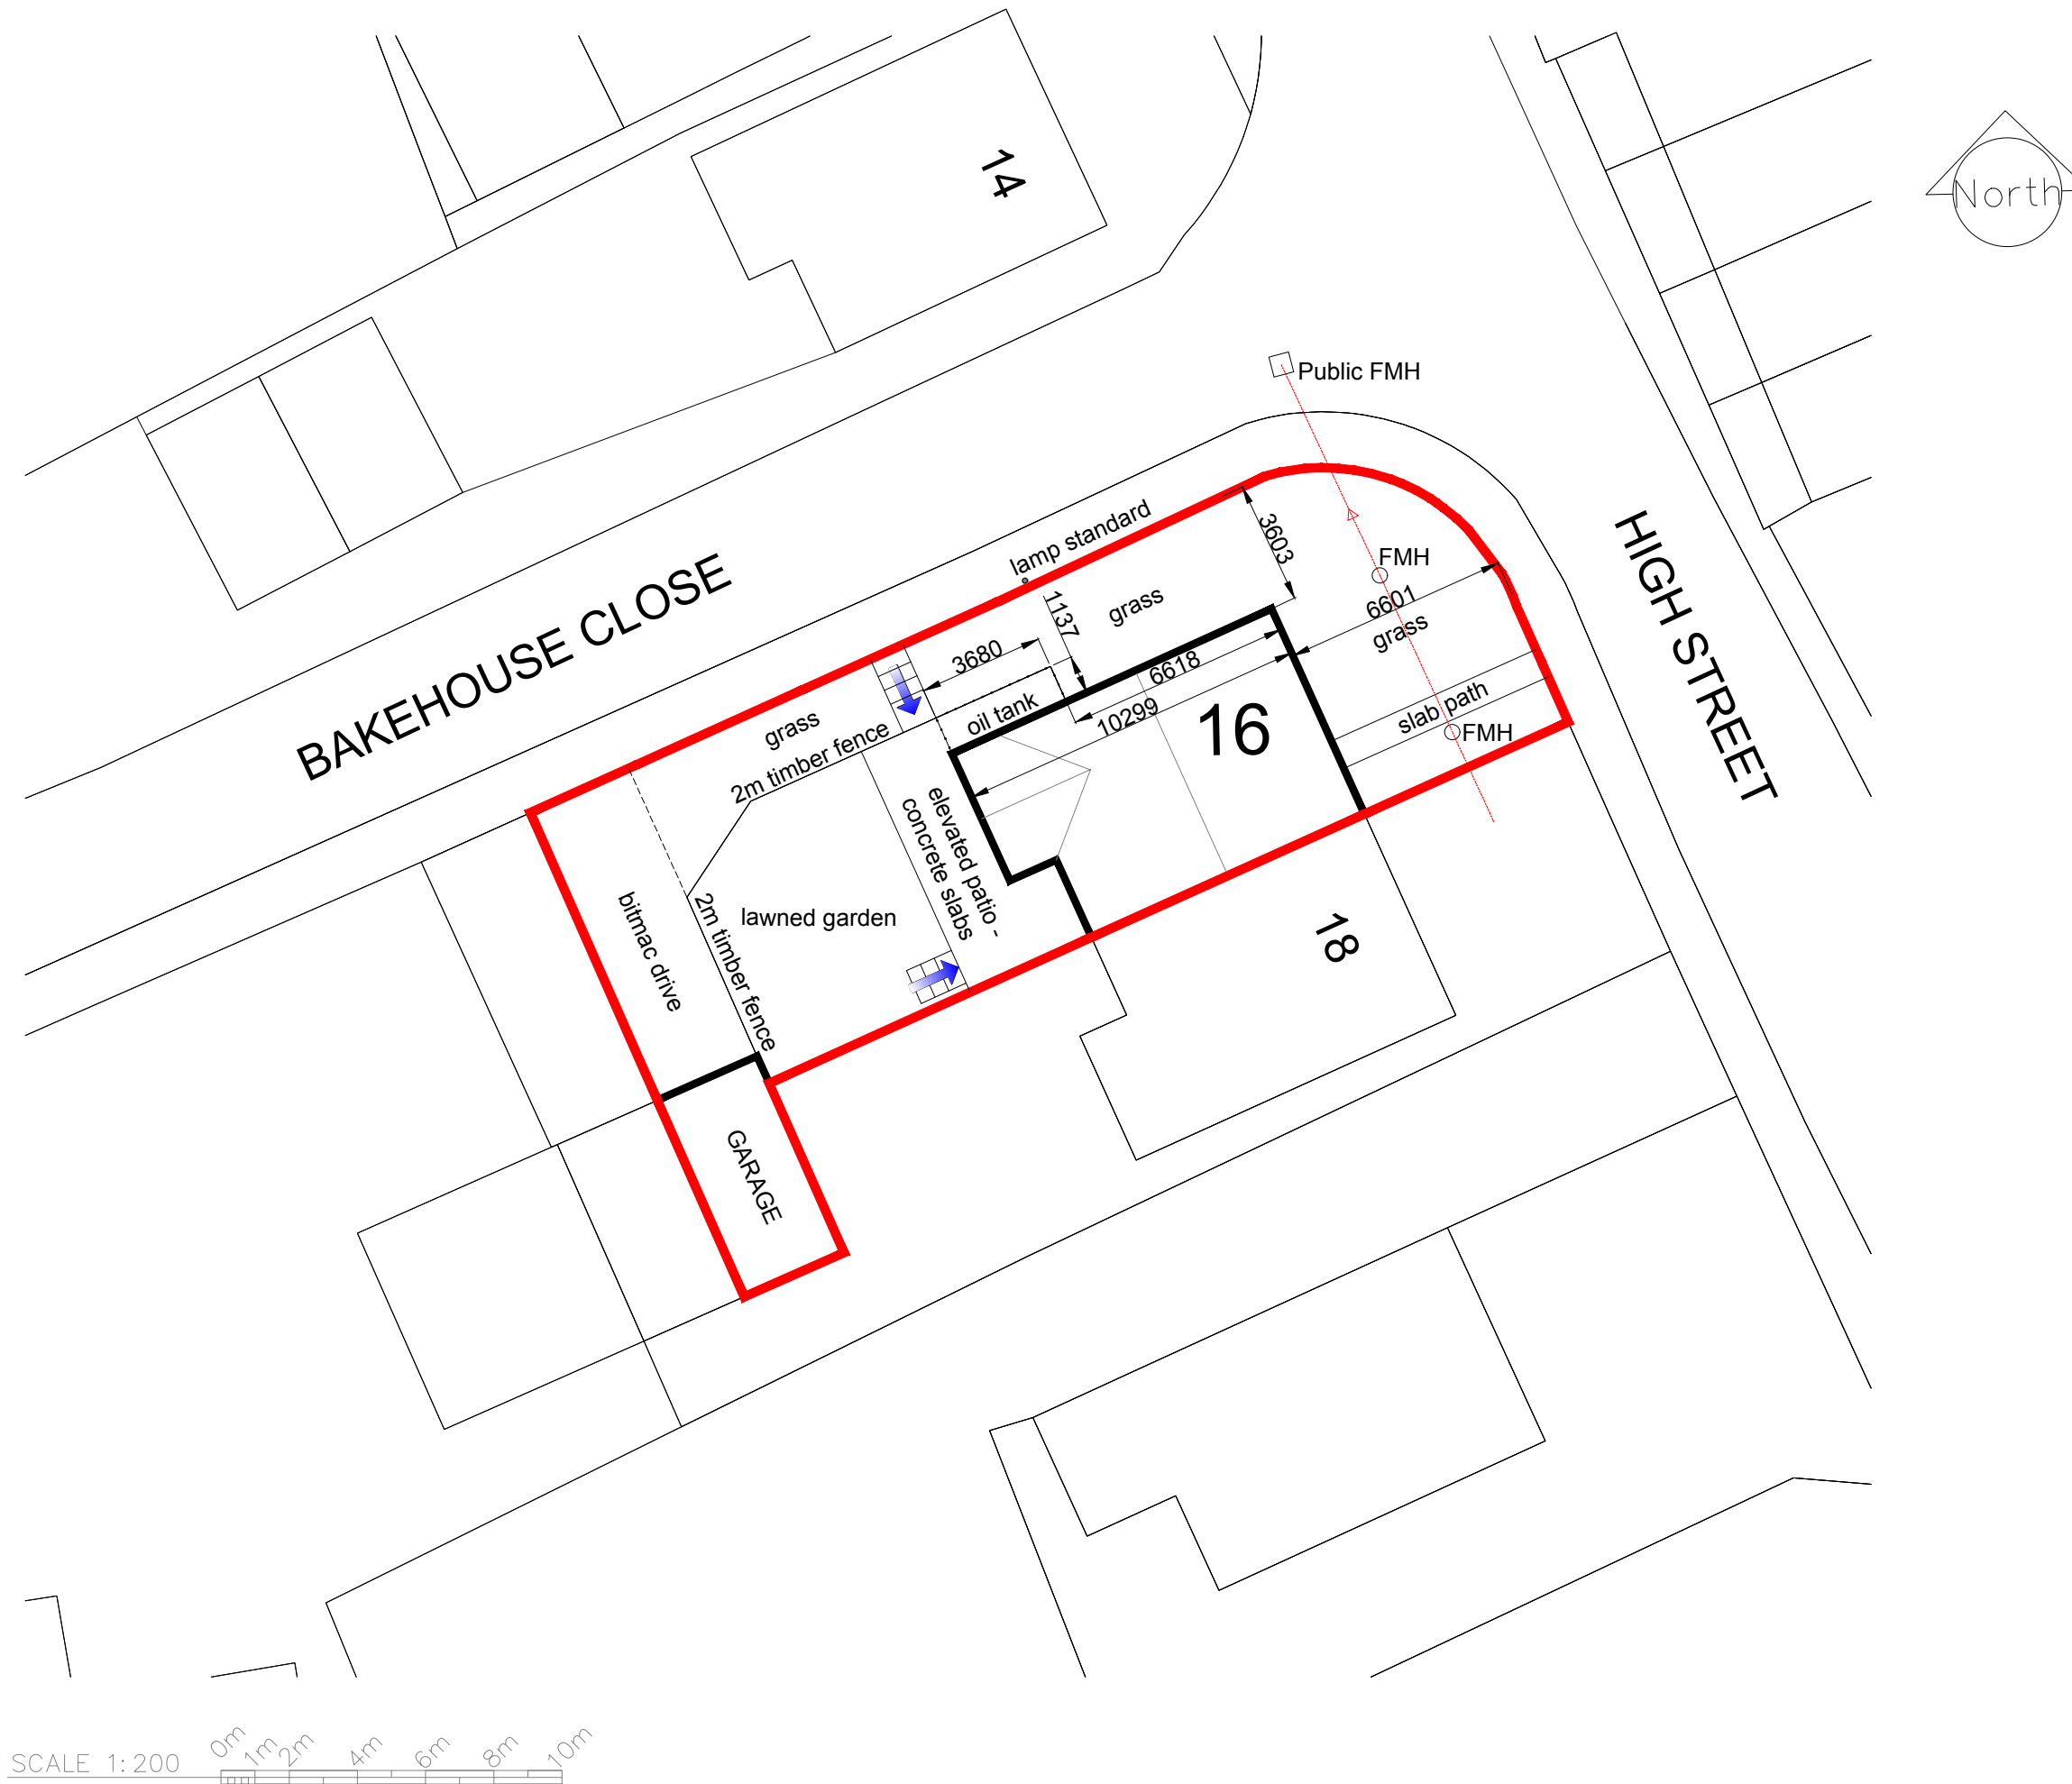 14
North
Public FMH
HIGH STREET
lamp standard
3603
FMH
BAKEHOUSE CLOSE
1137
grass
6601
grass
3680
6618
slab path
grass
oil tank
10299
16
FMH
2m timber fence
elevated patio -
concrete slabs
bitmac drive
2m timber fence
lawned garden
18
GARAGE
SCALE 1:200
0m 1m 2m 4m 6m 8m 10m